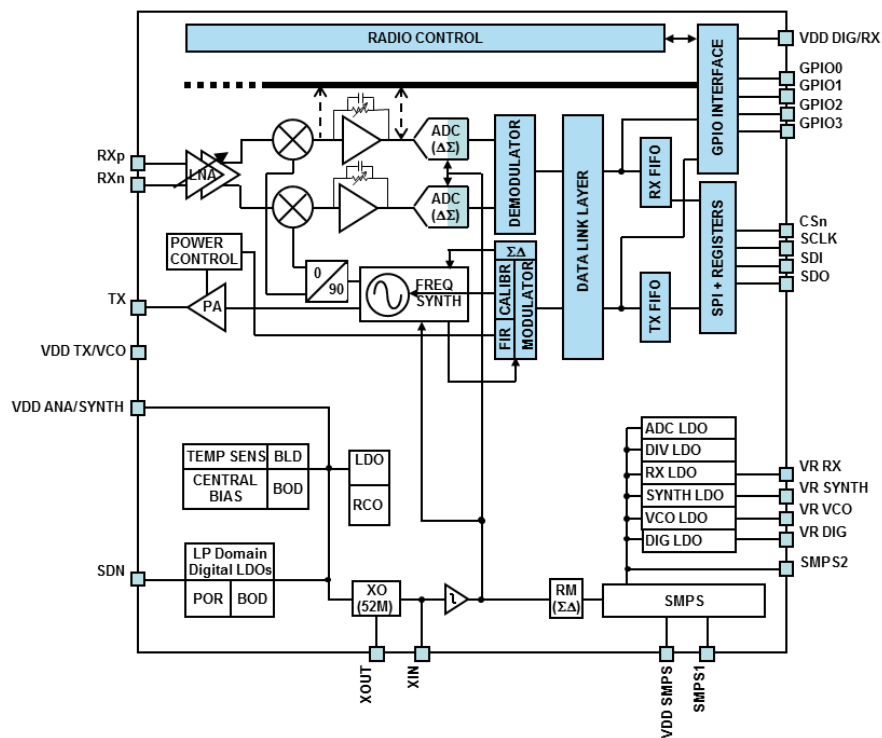 RADIO CONTROL
VDD DIG/RX
GPIO INTERFACE
GPIO0
GPIO1
GPIO2
GPIO3
RXp
RXn
LNA
ADC
(ΔΣ)
ADC
(ΔΣ)
DEMODULATOR
DATA LINK LAYER
RX FIFO
TX FIFO
SPI + REGISTERS
CSn
SCLK
SDI
SDO
POWER
CONTROL
0
90
FREQ
SYNTH
ΣΔ
CALIBR
FIR
MODULATOR
TX
PA
VDD TX/VCO
VDD ANA/SYNTH
TEMP SENS
BLD
CENTRAL
BIAS
BOD
LDO
RCO
ADC LDO
DIV LDO
RX LDO
SYNTH LDO
VCO LDO
DIG LDO
VR RX
VR SYNTH
VR VCO
VR DIG
SMPS2
SDN
LP Domain
Digital LDOs
POR
BOD
XO
(52M)
RM
(ΣΔ)
SMPS
XOUT
XIN
VDD SMPS
SMPS1